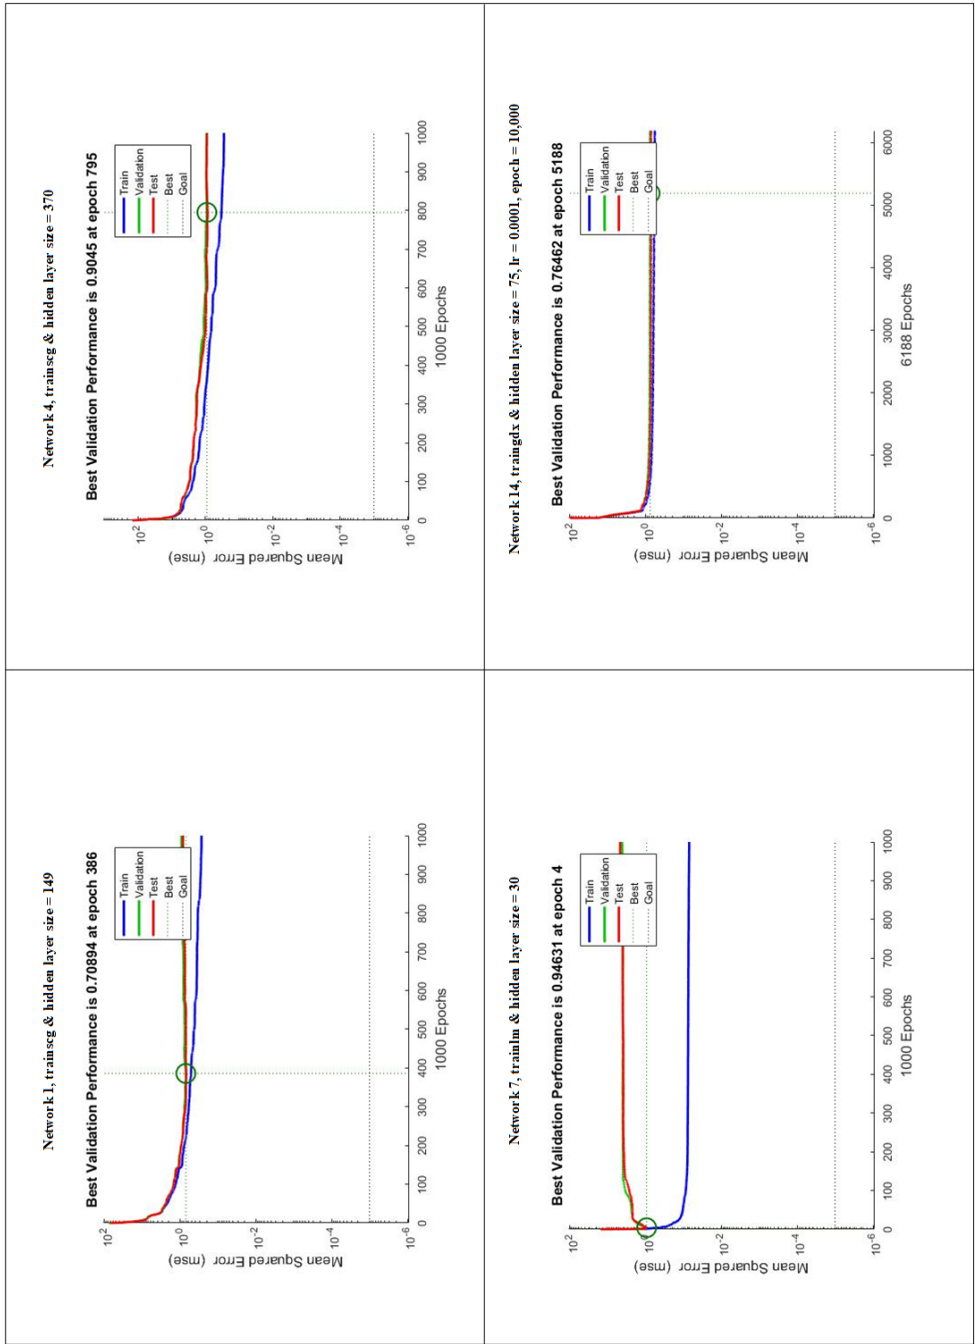 Network 1, trainscg & hidden layer size = 149
Best Validation Performance is 0.70894 at epoch 386
Mean Squared Error (mse)
10^2
10^0
10^-2
10^-4
10^-6
Train
Validation
Test
Best
Goal
0 100 200 300 400 500 600 700 800 900 1000
1000 Epochs
Network 4, trainscg & hidden layer size = 370
Best Validation Performance is 0.9045 at epoch 795
Mean Squared Error (mse)
10^2
10^0
10^-2
10^-4
10^-6
Train
Validation
Test
Best
Goal
0 100 200 300 400 500 600 700 800 900 1000
1000 Epochs
Network 7, trainlm & hidden layer size = 30
Best Validation Performance is 0.94631 at epoch 4
Mean Squared Error (mse)
10^2
10^0
10^-2
10^-4
10^-6
Train
Validation
Test
Best
Goal
0 100 200 300 400 500 600 700 800 900 1000
1000 Epochs
Network 14, traingdx & hidden layer size = 75, lr = 0.0001, epoch = 10,000
Best Validation Performance is 0.76462 at epoch 5188
Mean Squared Error (mse)
10^2
10^0
10^-2
10^-4
10^-6
Train
Validation
Test
Best
Goal
0 1000 2000 3000 4000 5000 6000
6188 Epochs